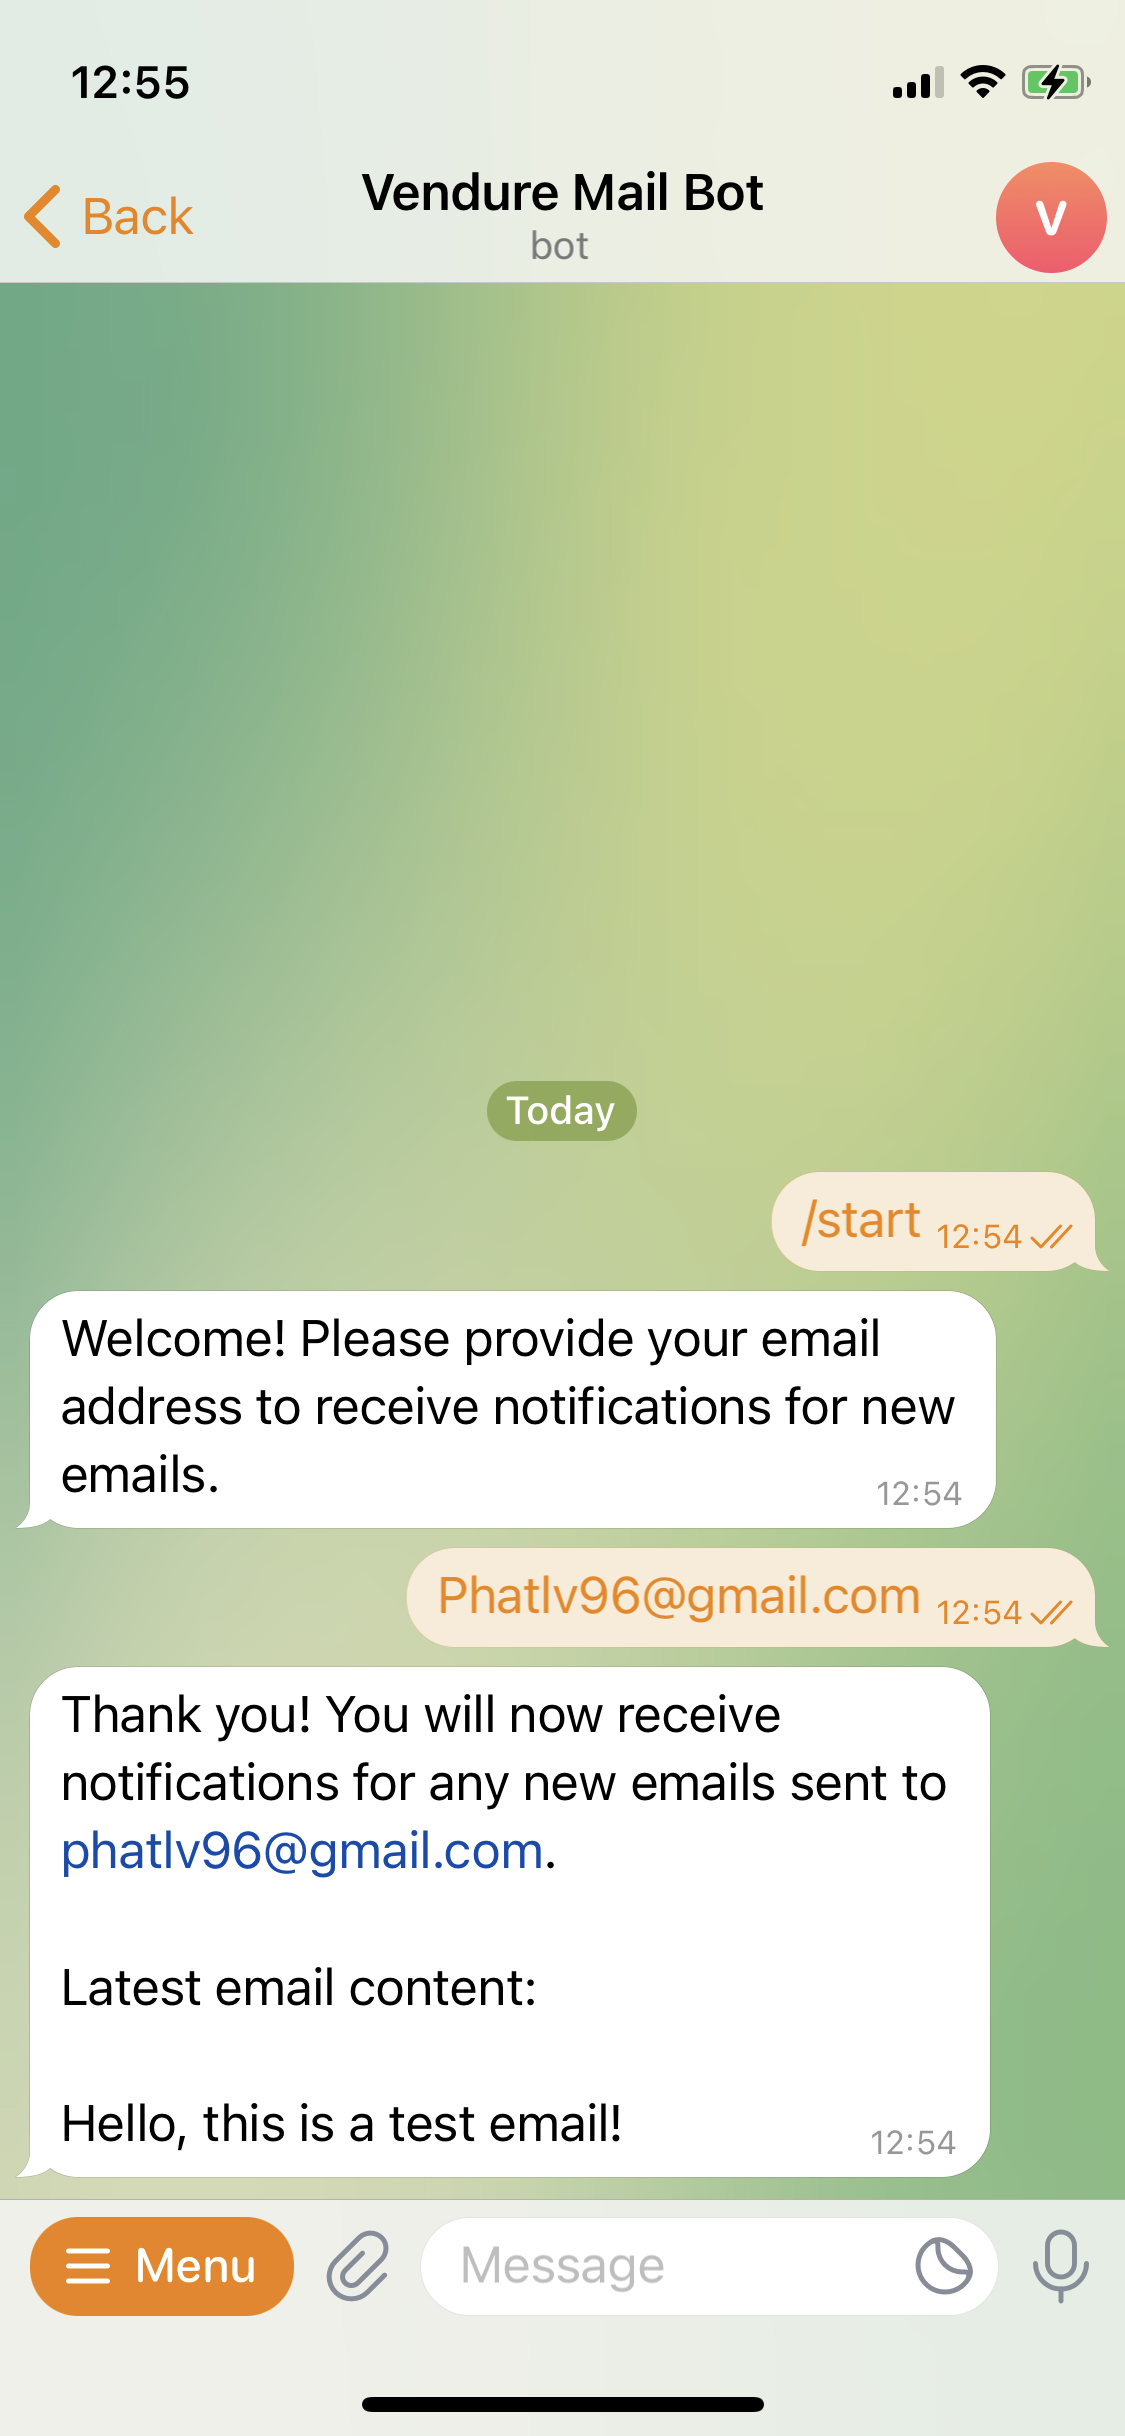 12:55
Back
Vendure Mail Bot
bot
V
Today
/start 12:54
Welcome! Please provide your email
address to receive notifications for new
emails.
12:54
Phatlv96@gmail.com 12:54
Thank you! You will now receive
notifications for any new emails sent to
phatlv96@gmail.com.
Latest email content:
Hello, this is a test email!
12:54
Menu
Message